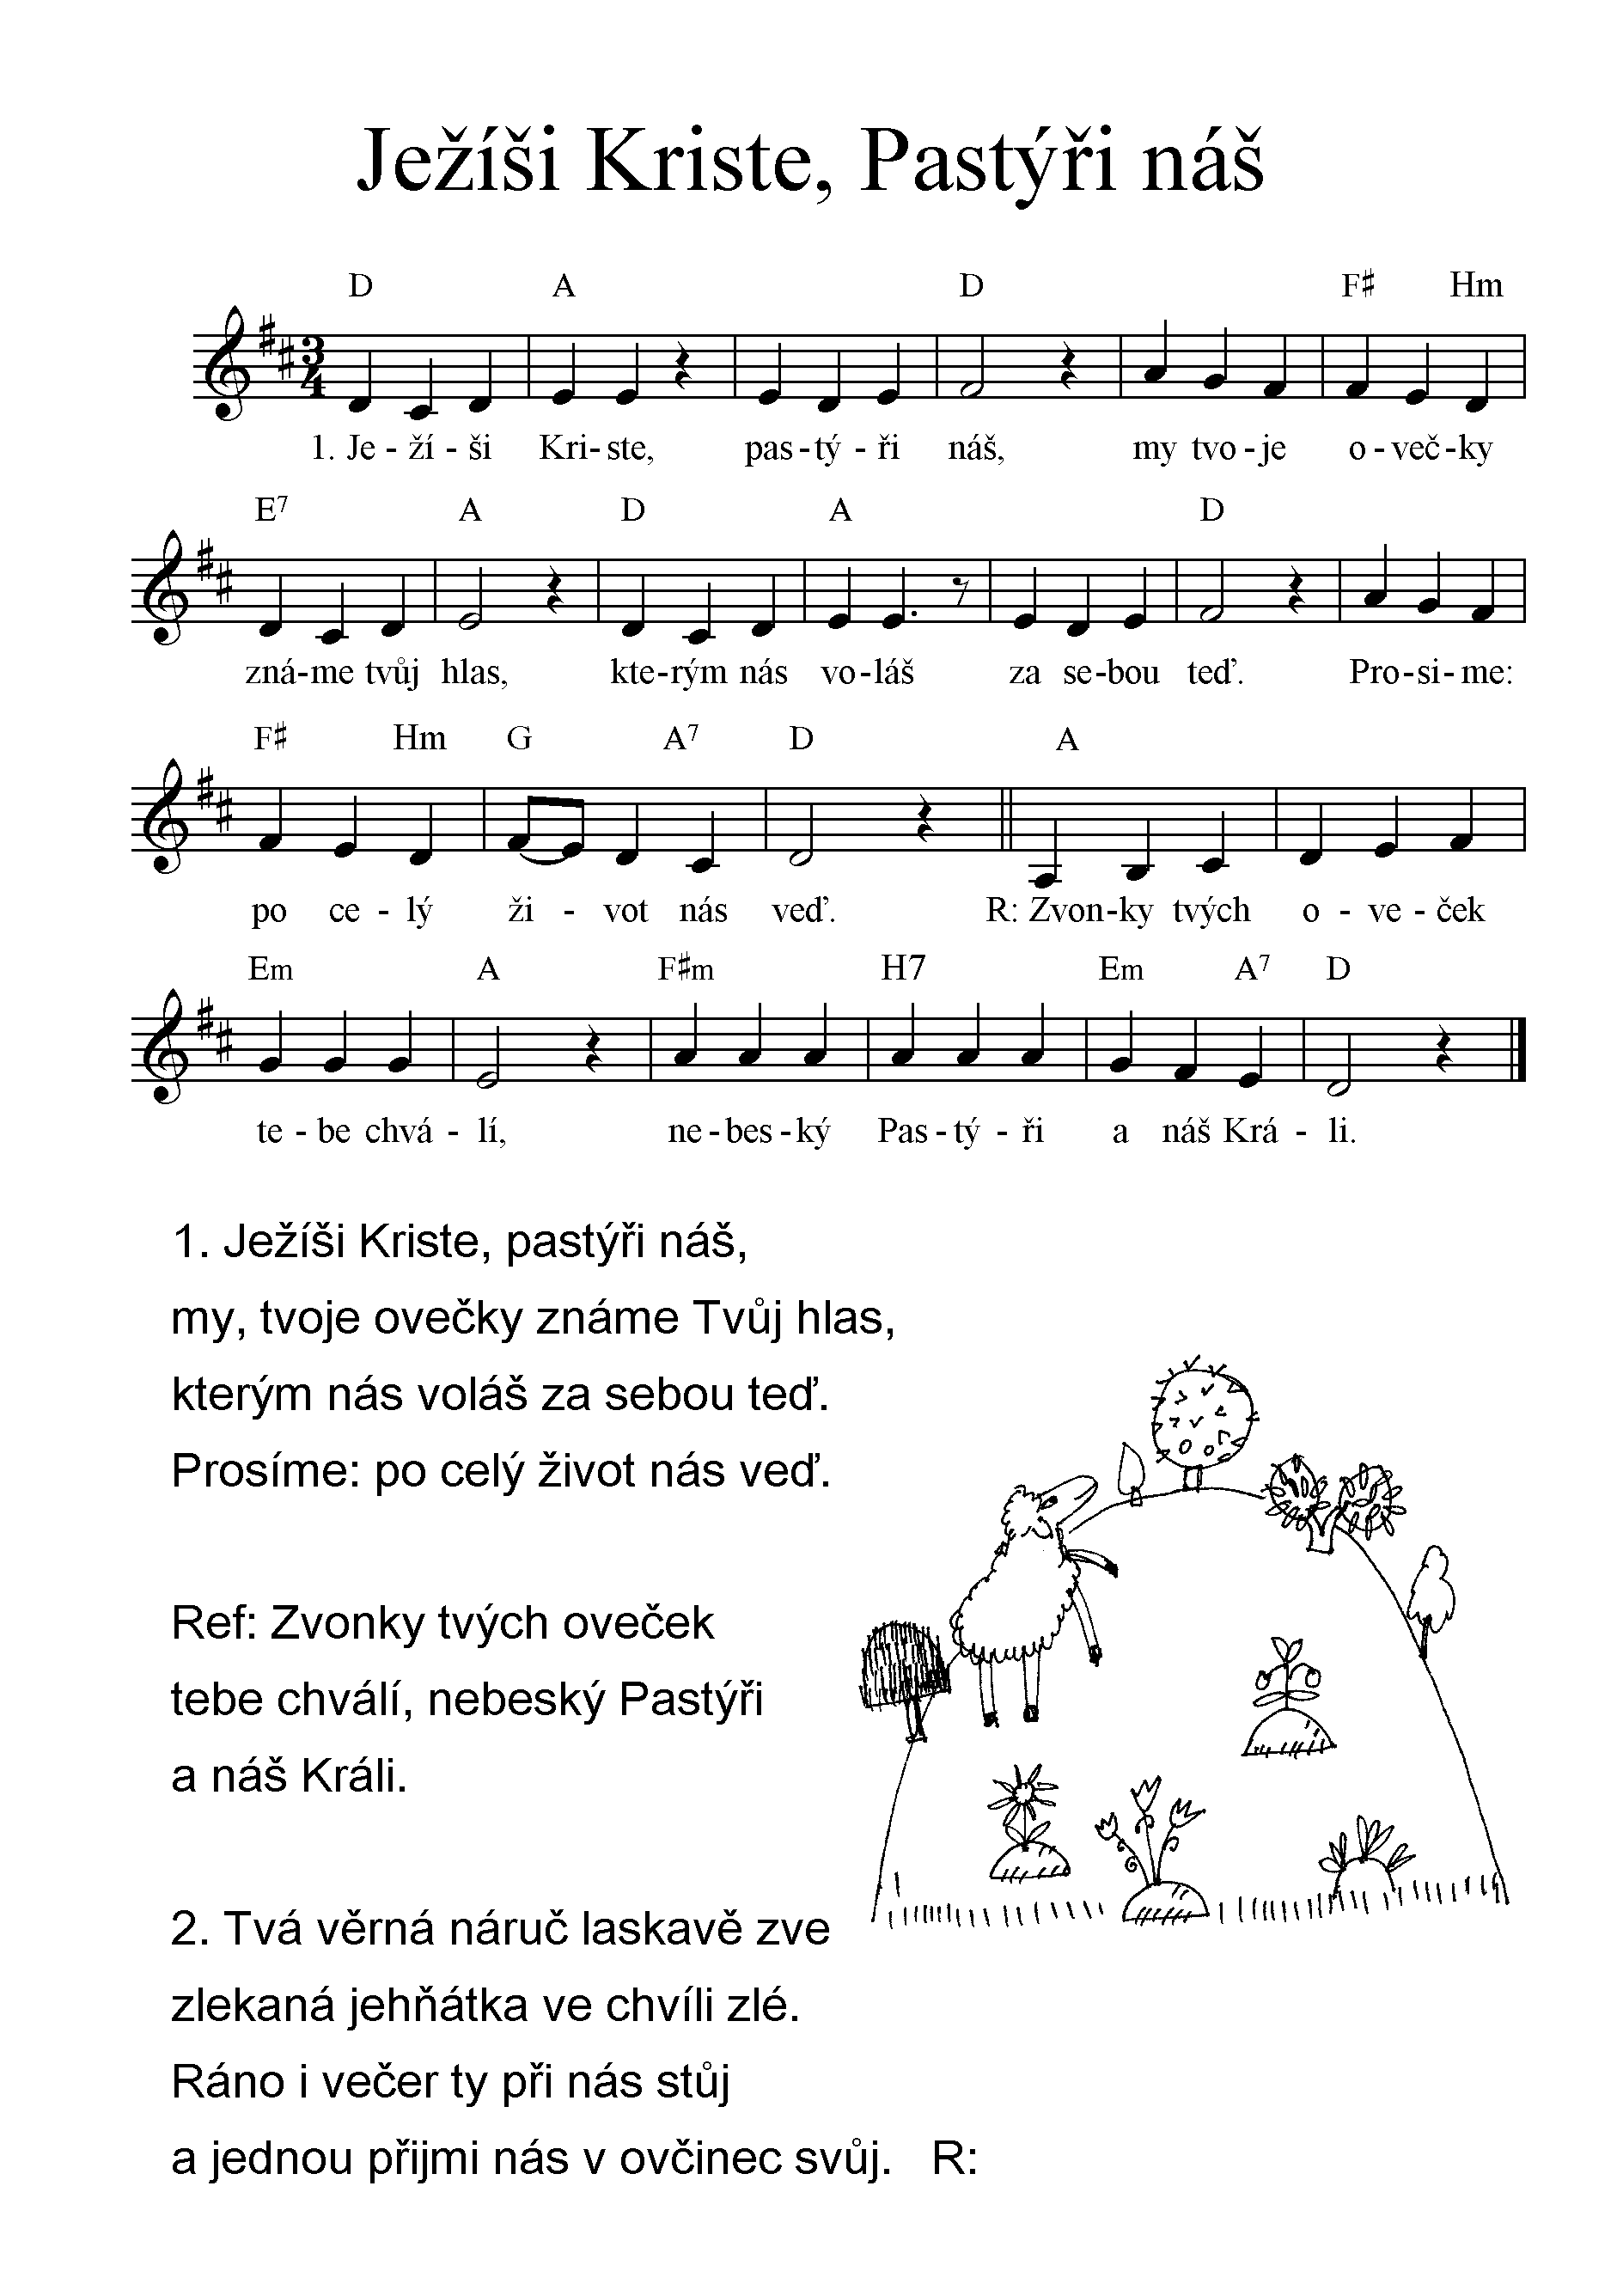 Ježíši Kriste, Pastýři náš
D A D F♯ Hm
3
4
1. Je - ží - ši Kri- ste, pas - tý - ři náš, my tvo - je o - več - ky
E7 A D A D
zná-me tvůj hlas, kte-rým nás vo-láš za se-bou teď. Pro-si-me:
F♯ Hm G A7 D A
po ce - lý ži - vot nás veď. R: Zvon-ky tvých o - ve - ček
Em A F♯m H7 Em A7 D
te - be chvá - lí, ne - bes - ký Pas - tý - ři a náš Krá - li.
1. Ježíši Kriste, pastýři náš,
my, tvoje ovečky známe Tvůj hlas,
kterým nás voláš za sebou teď.
Prosíme: po celý život nás veď.
Ref: Zvonky tvých oveček
tebe chválí, nebeský Pastýři
a náš Králi.
2. Tvá věrná náruč laskavě zve
zlekaná jehňátka ve chvíli zlé.
Ráno i večer ty při nás stůj
a jednou přijmi nás v ovčinec svůj. R: